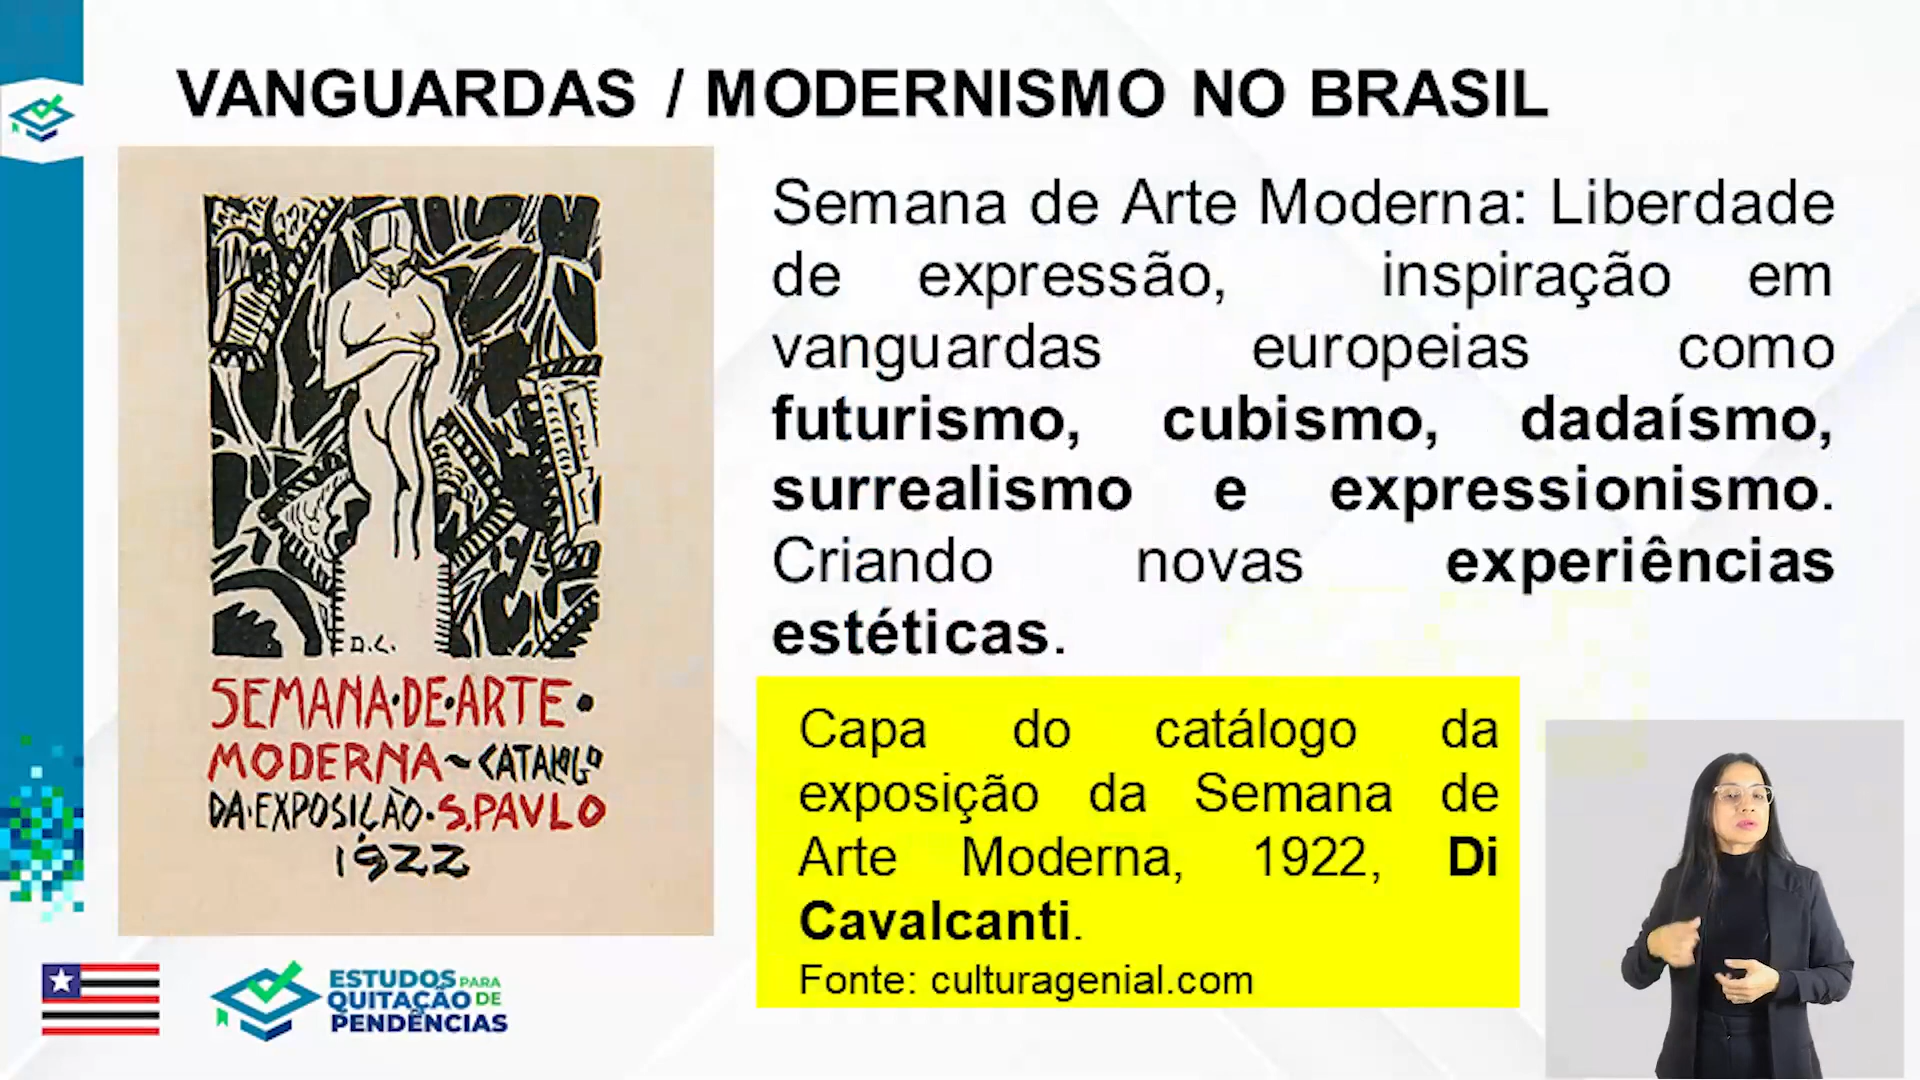 VANGUARDAS / MODERNISMO NO BRASIL
D.C.
SEMANA·DE·ARTE·
MODERNA~CATALOGO
DA·EXPOSIÇÃO·S.PAVLO
1922
Semana de Arte Moderna: Liberdade
de expressão, inspiração em
vanguardas europeias como
futurismo, cubismo, dadaísmo,
surrealismo e expressionismo.
Criando novas experiências
estéticas.
Capa do catálogo da
exposição da Semana de
Arte Moderna, 1922, Di
Cavalcanti.
Fonte: culturagenial.com
ESTUDOS PARA
QUITAÇÃO DE
PENDÊNCIAS